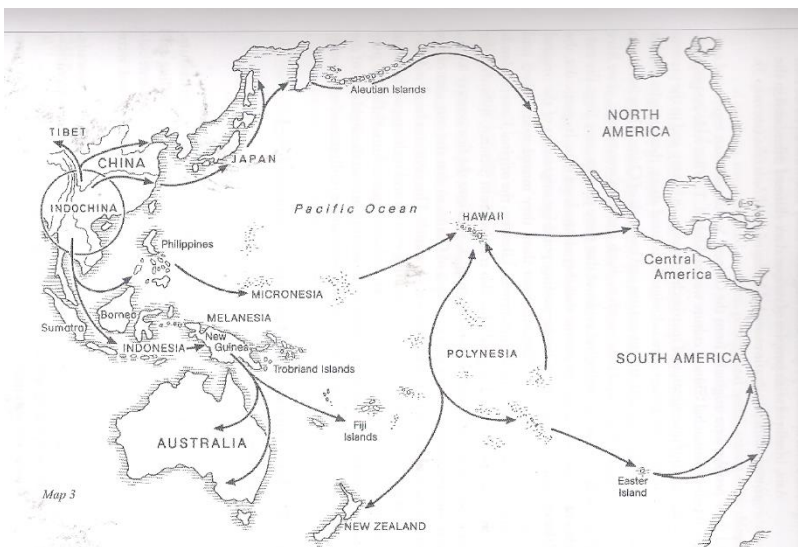 Aleutian Islands
NORTH
AMERICA
TIBET
CHINA
JAPAN
INDOCHINA
Pacific Ocean
HAWAII
Philippines
Central
America
MICRONESIA
Borneo
Sumatra
MELANESIA
New
Guinea
INDONESIA
Trobriand Islands
POLYNESIA
SOUTH AMERICA
AUSTRALIA
Fiji
Islands
Easter
Island
Map 3
NEW ZEALAND